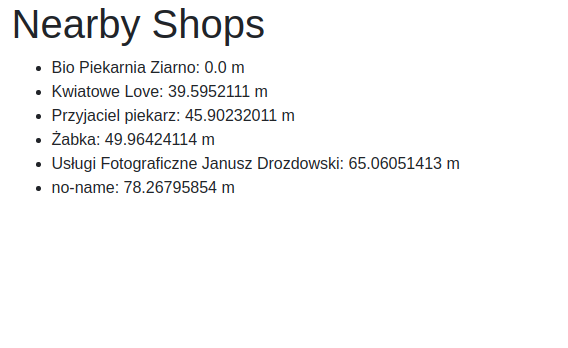 Nearby Shops
Bio Piekarnia Ziarno: 0.0 m
Kwiatowe Love: 39.5952111 m
Przyjaciel piekarz: 45.90232011 m
Żabka: 49.96424114 m
Usługi Fotograficzne Janusz Drozdowski: 65.06051413 m
no-name: 78.26795854 m